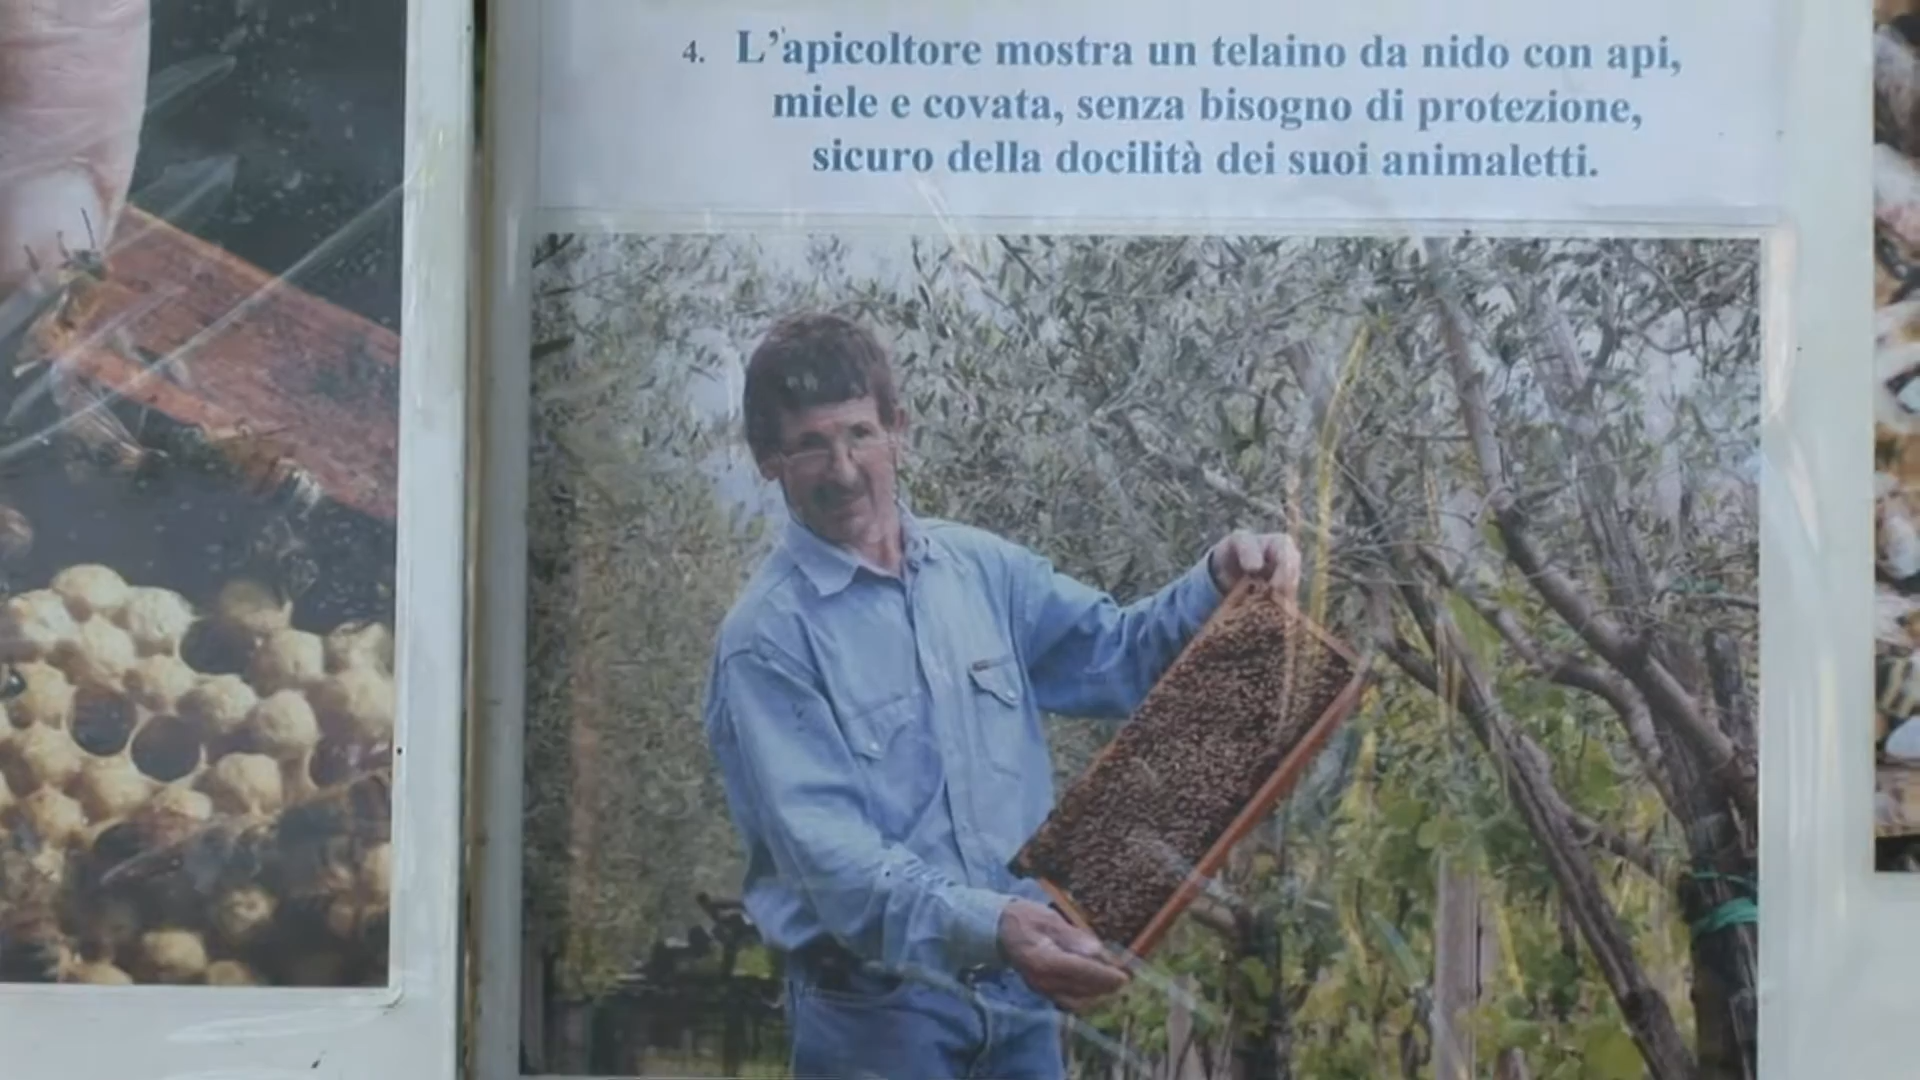 4. L'apicoltore mostra un telaino da nido con api,
miele e covata, senza bisogno di protezione,
sicuro della docilità dei suoi animaletti.